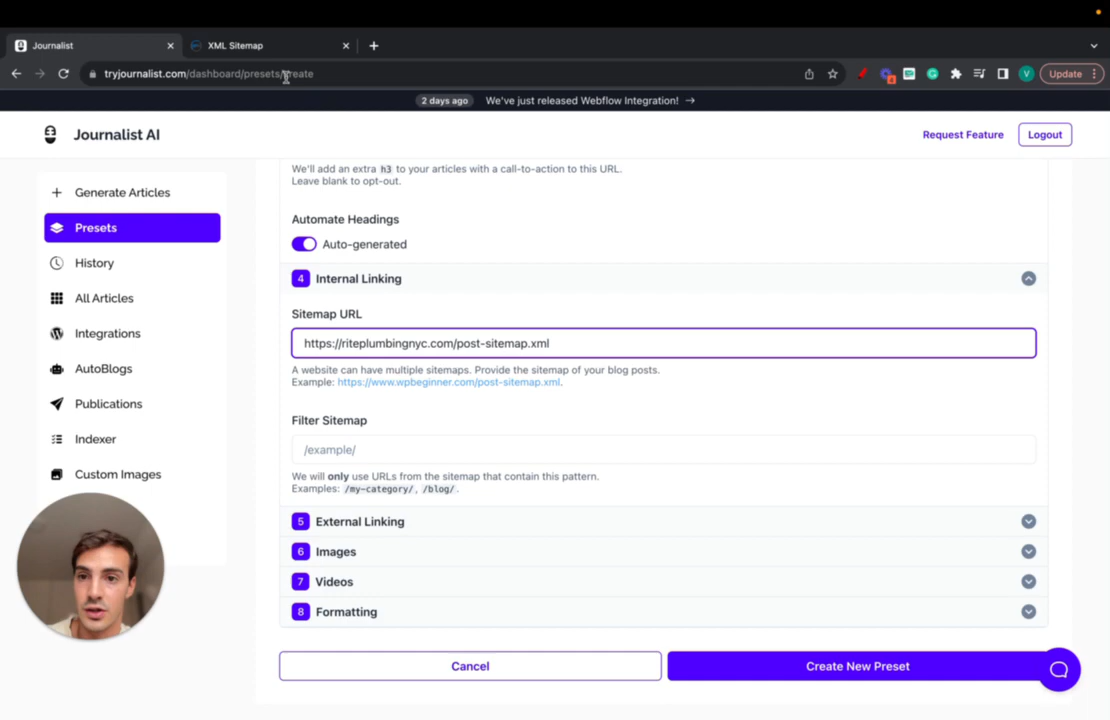 Journalist
XML Sitemap
tryjournalist.com/dashboard/presets/create
V
Update
2 days ago We've just released Webflow Integration! →
Journalist AI
Request Feature
Logout
Generate Articles
Presets
History
All Articles
Integrations
AutoBlogs
Publications
Indexer
Custom Images
We'll add an extra h3 to your articles with a call-to-action to this URL.
Leave blank to opt-out.
Automate Headings
Auto-generated
4 Internal Linking
Sitemap URL
https://riteplumbingnyc.com/post-sitemap.xml
A website can have multiple sitemaps. Provide the sitemap of your blog posts.
Example: https://www.wpbeginner.com/post-sitemap.xml.
Filter Sitemap
/example/
We will only use URLs from the sitemap that contain this pattern.
Examples: /my-category/, /blog/.
5 External Linking
6 Images
7 Videos
8 Formatting
Cancel
Create New Preset